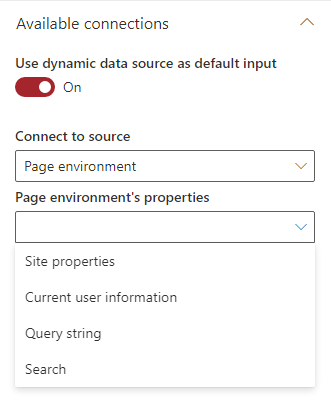 Available connections
Use dynamic data source as default input
On
Connect to source
Page environment
Page environment's properties
Site properties
Current user information
Query string
Search